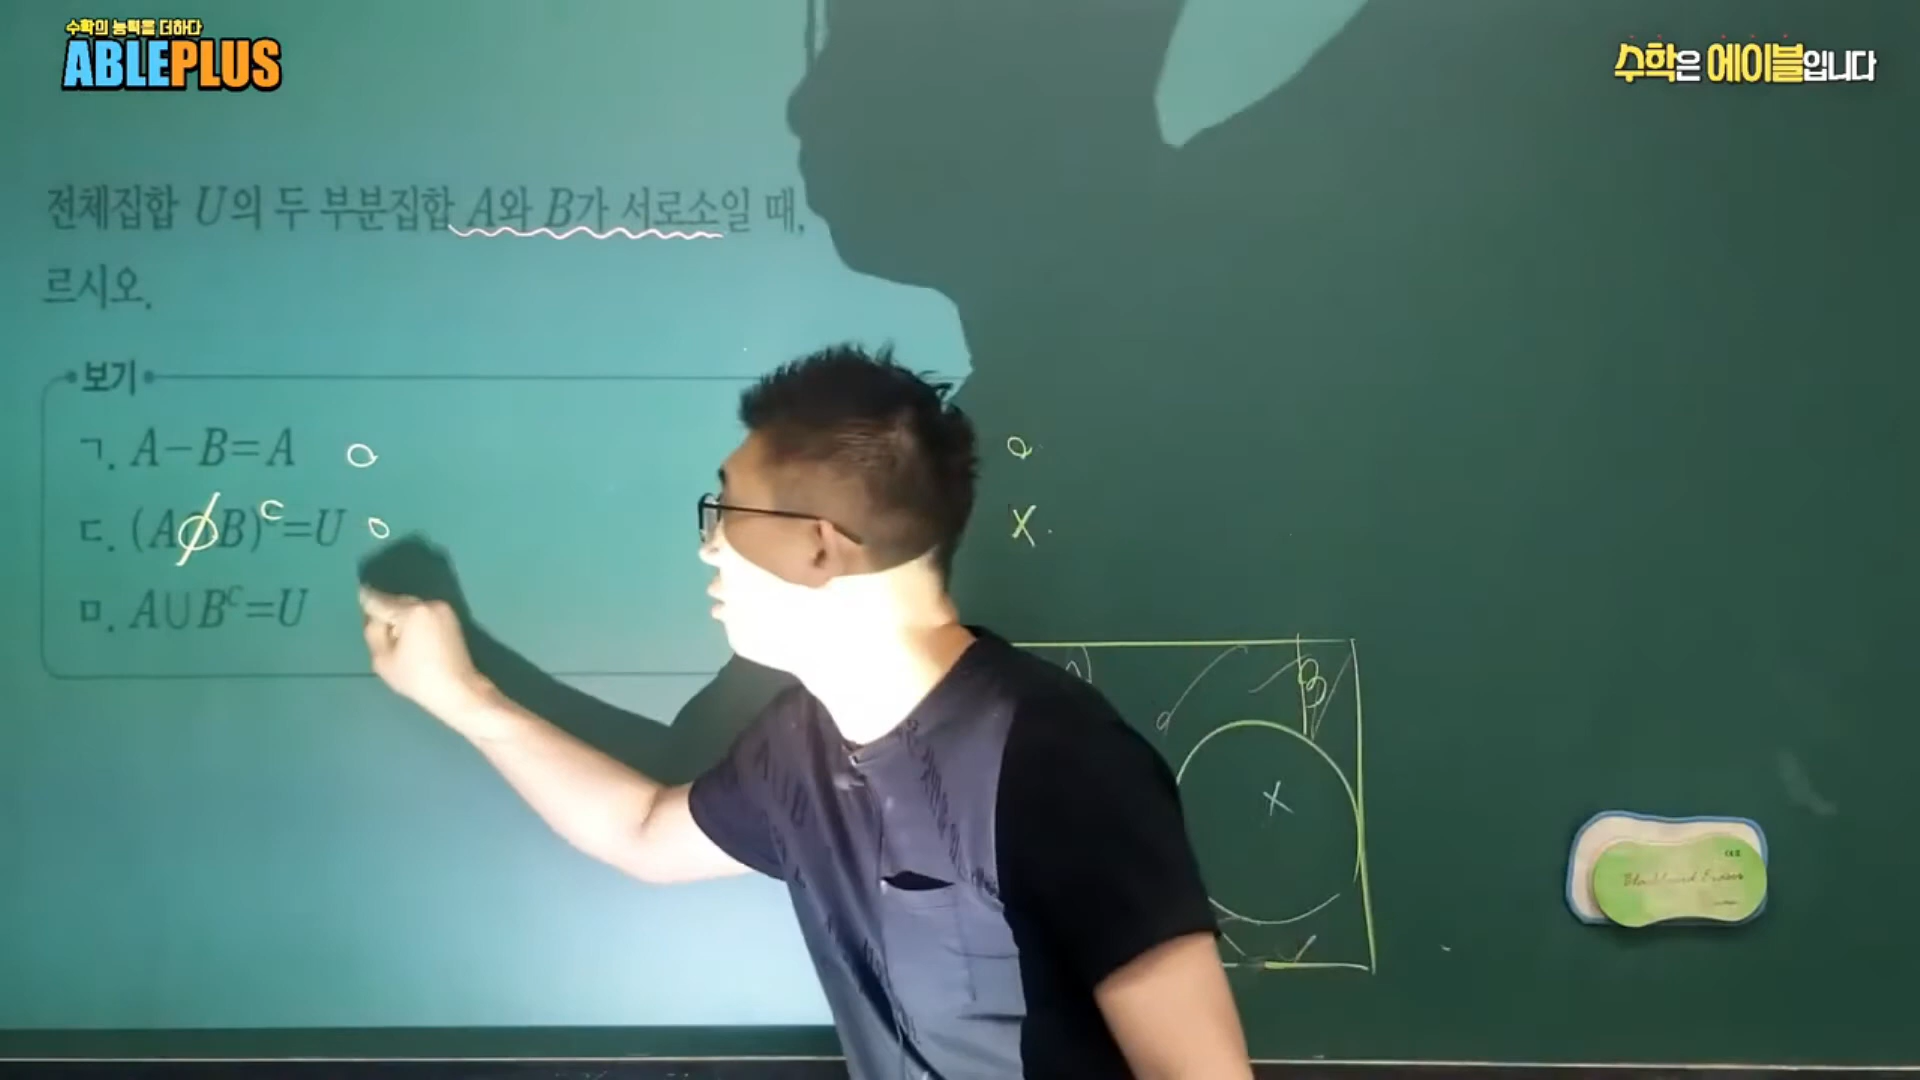 수학의 능력을 더하다
ABLEPLUS
수학은 에이블입니다
전체집합 U의 두 부분집합 A와 B가 서로소일 때,
르시오.
보기
ㄱ. A-B=A
ㄷ. (A∩B)ᶜ=U
ϕ c
ㅁ. A∪Bᶜ=U
X
B
X
Blackboard Eraser